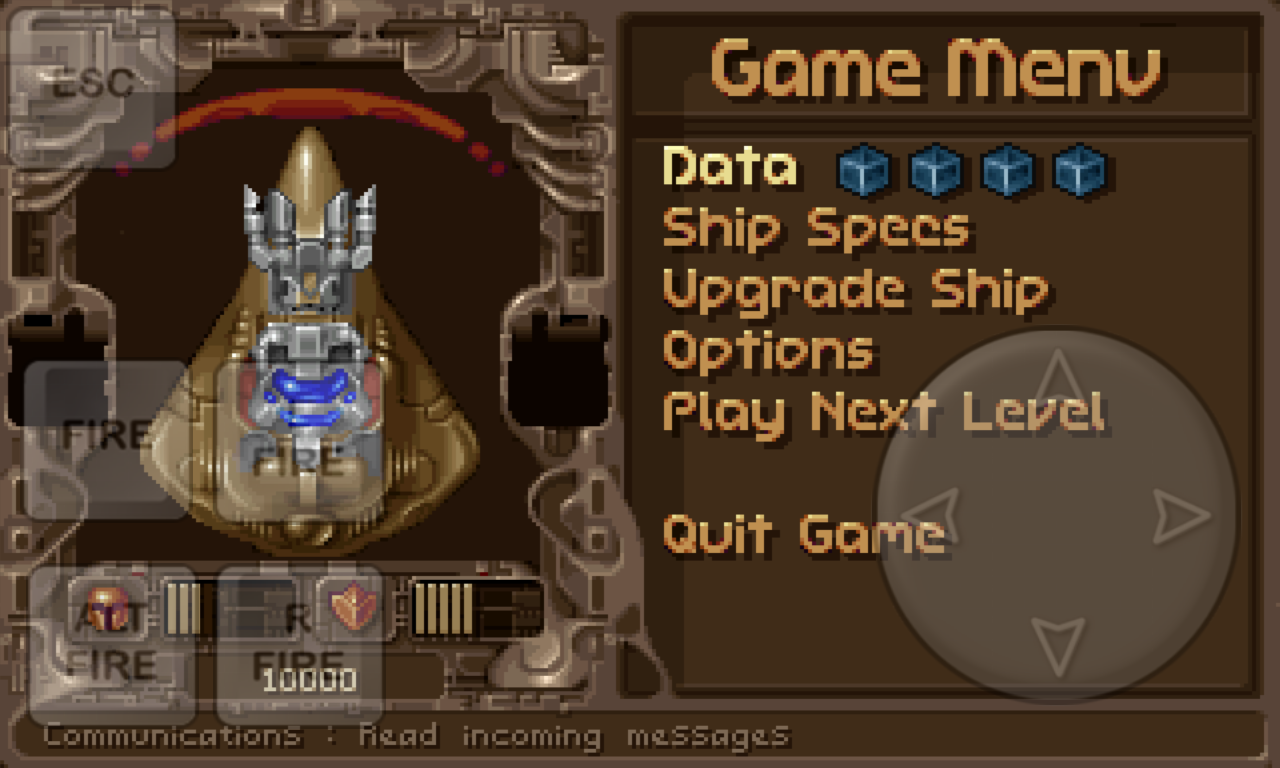 ESC
Game Menu
Data
Ship Specs
Upgrade Ship
Options
Play Next Level
Quit Game
FIRE
FIRE
ALT FIRE
R FIRE
10000
Communications : Read incoming messages